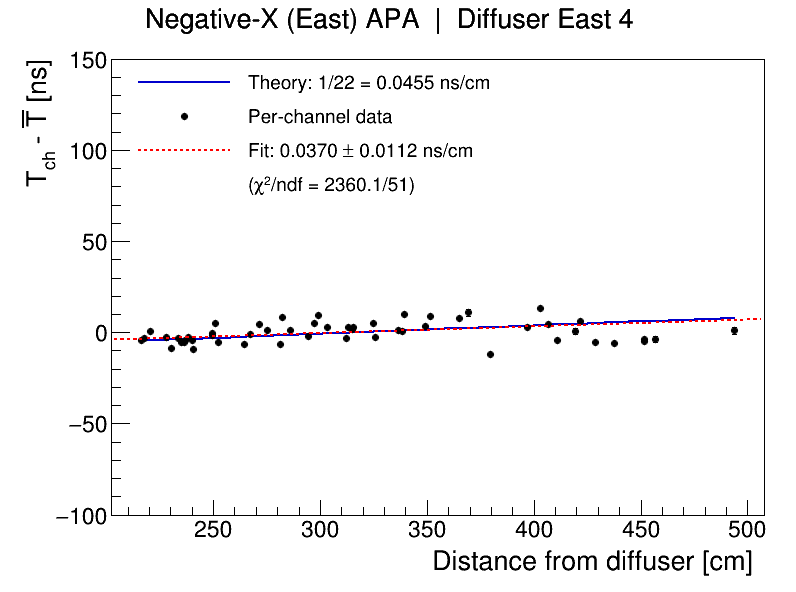 Negative-X (East) APA | Diffuser East 4
T_ch - T̅ [ns]
150
100
50
0
−50
−100
Theory: 1/22 = 0.0455 ns/cm
Per-channel data
Fit: 0.0370 ± 0.0112 ns/cm
(χ²/ndf = 2360.1/51)
250 300 350 400 450 500
Distance from diffuser [cm]